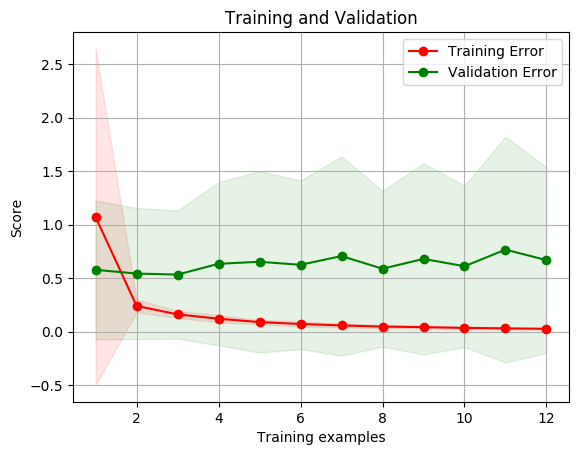 Training and Validation
Training Error
Validation Error
Score
2.5
2.0
1.5
1.0
0.5
0.0
−0.5
2 4 6 8 10 12
Training examples